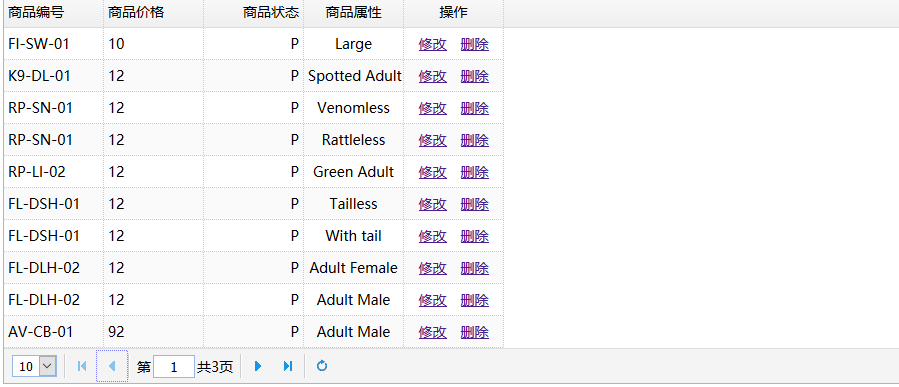 商品编号 商品价格 商品状态 商品属性 操作
FI-SW-01 10 P Large 修改 删除
K9-DL-01 12 P Spotted Adult 修改 删除
RP-SN-01 12 P Venomless 修改 删除
RP-SN-01 12 P Rattleless 修改 删除
RP-LI-02 12 P Green Adult 修改 删除
FL-DSH-01 12 P Tailless 修改 删除
FL-DSH-01 12 P With tail 修改 删除
FL-DLH-02 12 P Adult Female 修改 删除
FL-DLH-02 12 P Adult Male 修改 删除
AV-CB-01 92 P Adult Male 修改 删除
10 第 1 共3页